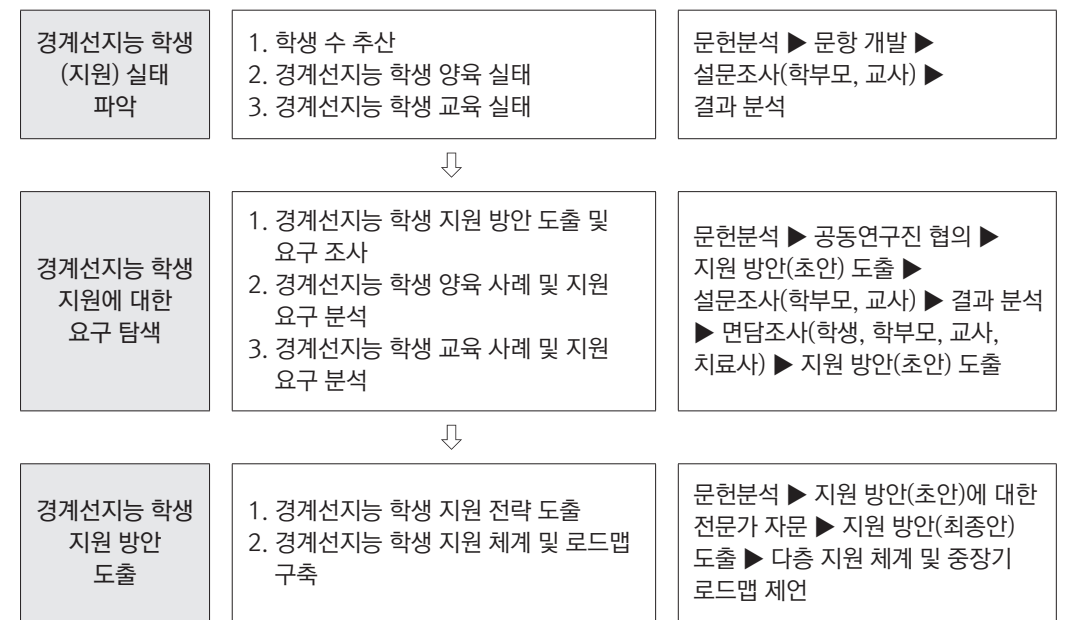 경계선지능 학생
(지원) 실태
파악
1. 학생 수 추산
2. 경계선지능 학생 양육 실태
3. 경계선지능 학생 교육 실태
문헌분석 ▶ 문항 개발 ▶
설문조사(학부모, 교사) ▶
결과 분석
⇩
경계선지능 학생
지원에 대한
요구 탐색
1. 경계선지능 학생 지원 방안 도출 및
요구 조사
2. 경계선지능 학생 양육 사례 및 지원
요구 분석
3. 경계선지능 학생 교육 사례 및 지원
요구 분석
문헌분석 ▶ 공동연구진 협의 ▶
지원 방안(초안) 도출 ▶
설문조사(학부모, 교사) ▶ 결과 분석
▶ 면담조사(학생, 학부모, 교사,
치료사) ▶ 지원 방안(초안) 도출
⇩
경계선지능 학생
지원 방안
도출
1. 경계선지능 학생 지원 전략 도출
2. 경계선지능 학생 지원 체계 및 로드맵
구축
문헌분석 ▶ 지원 방안(초안)에 대한
전문가 자문 ▶ 지원 방안(최종안)
도출 ▶ 다층 지원 체계 및 중장기
로드맵 제언